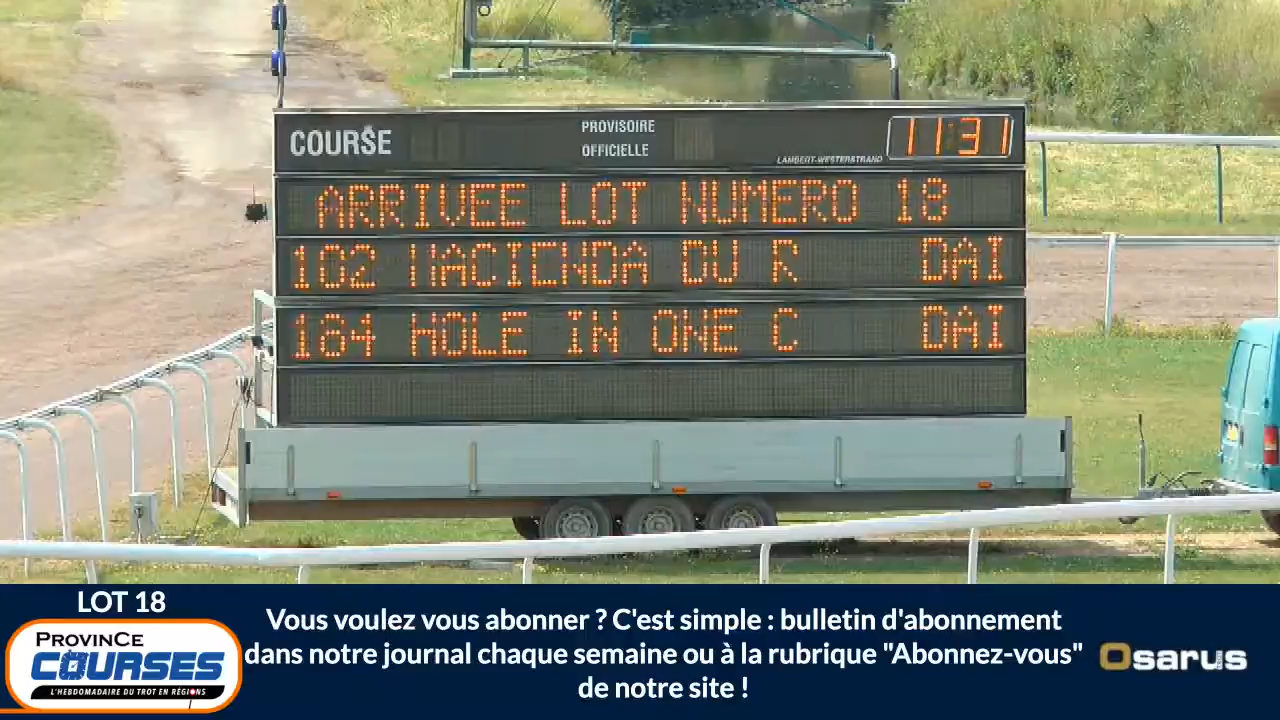 COURSE
PROVISOIRE
OFFICIELLE
LAMBERT-WESTERSTRAND
11:31
ARRIVEE LOT NUMERO 18
102 HACIENDA DU R DAI
184 HOLE IN ONE C DAI
LOT 18
PROVINCE
COURSES
L'HEBDOMADAIRE DU TROT EN RÉGIONS
Vous voulez vous abonner ? C'est simple : bulletin d'abonnement
dans notre journal chaque semaine ou à la rubrique "Abonnez-vous"
de notre site !
Osarus